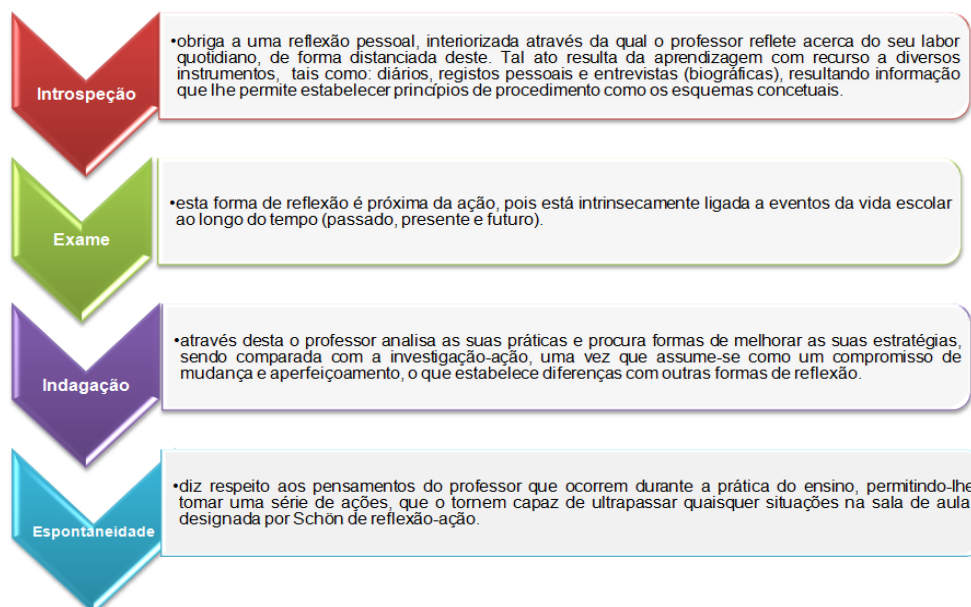 Introspeção
•obriga a uma reflexão pessoal, interiorizada através da qual o professor reflete acerca do seu labor
quotidiano, de forma distanciada deste. Tal ato resulta da aprendizagem com recurso a diversos
instrumentos, tais como: diários, registos pessoais e entrevistas (biográficas), resultando informação
que lhe permite estabelecer princípios de procedimento como os esquemas concetuais.
Exame
•esta forma de reflexão é próxima da ação, pois está intrinsecamente ligada a eventos da vida escolar
ao longo do tempo (passado, presente e futuro).
Indagação
•através desta o professor analisa as suas práticas e procura formas de melhorar as suas estratégias,
sendo comparada com a investigação-ação, uma vez que assume-se como um compromisso de
mudança e aperfeiçoamento, o que estabelece diferenças com outras formas de reflexão.
Espontaneidade
•diz respeito aos pensamentos do professor que ocorrem durante a prática do ensino, permitindo-lhe
tomar uma série de ações, que o tornem capaz de ultrapassar quaisquer situações na sala de aula
designada por Schön de reflexão-ação.